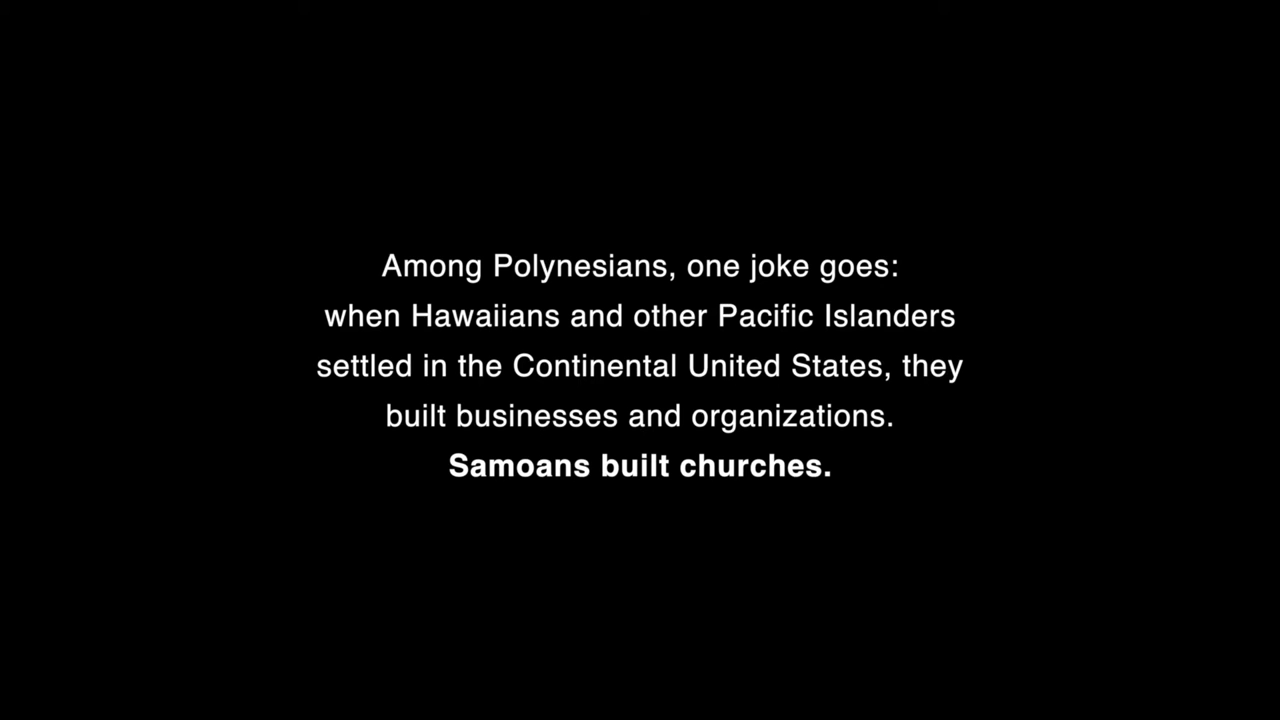 Among Polynesians, one joke goes:
when Hawaiians and other Pacific Islanders
settled in the Continental United States, they
built businesses and organizations.
Samoans built churches.